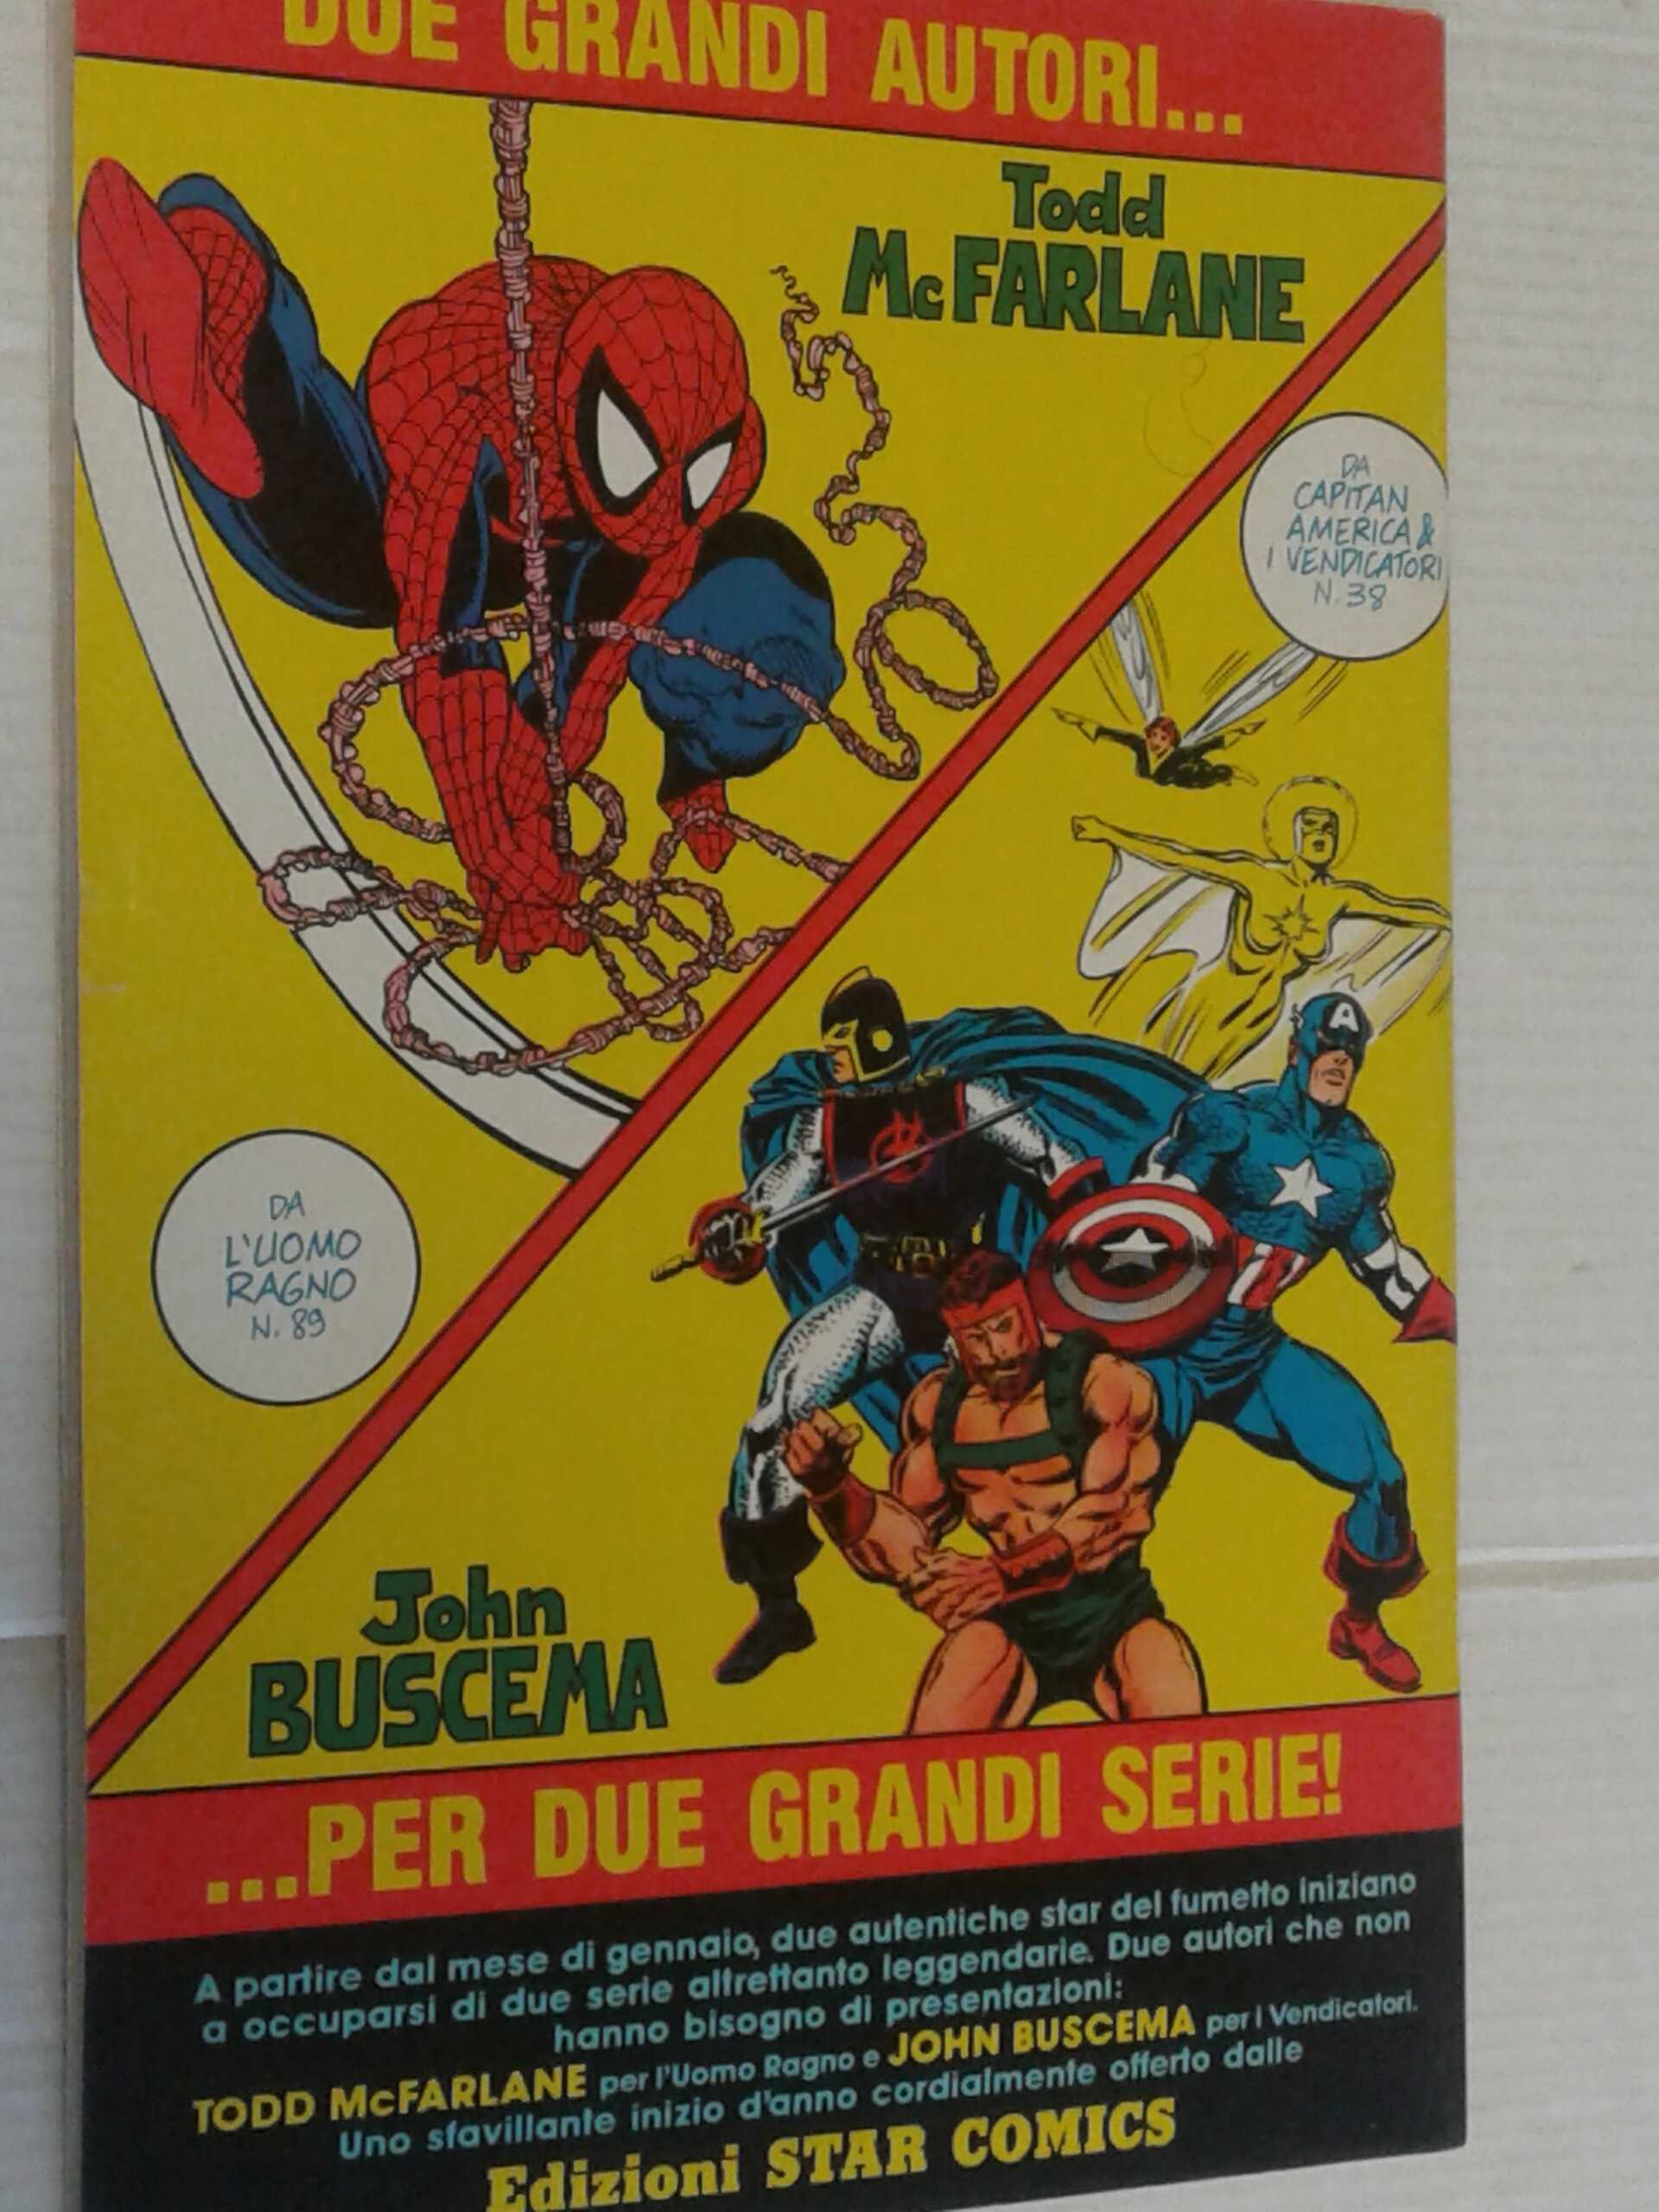 DUE GRANDI AUTORI...
Todd
McFARLANE
DA
CAPITAN
AMERICA &
I VENDICATORI
N. 38
A
DA
L'UOMO
RAGNO
N. 89
John
BUSCEMA
...PER DUE GRANDI SERIE!
A partire dal mese di gennaio, due autentiche star del fumetto iniziano
a occuparsi di due serie altrettanto leggendarie. Due autori che non
hanno bisogno di presentazioni:
TODD McFARLANE per l'Uomo Ragno e JOHN BUSCEMA per i Vendicatori.
Uno sfavillante inizio d'anno cordialmente offerto dalle
Edizioni STAR COMICS